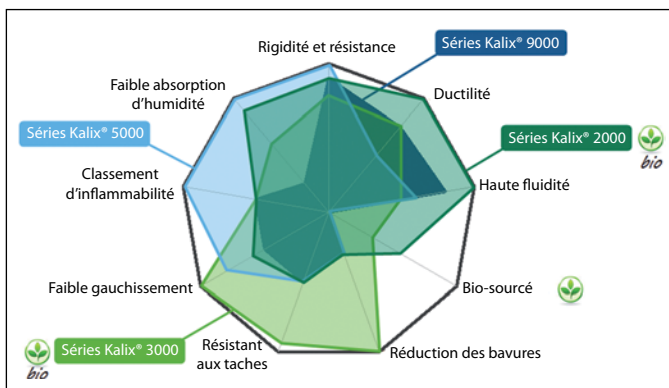 Rigidité et résistance
Séries Kalix® 9000
Faible absorption
d'humidité
Ductilité
Séries Kalix® 5000
Séries Kalix® 2000
bio
Classement
d'inflammabilité
Haute fluidité
Faible gauchissement
Bio-sourcé
Séries Kalix® 3000
bio
Résistant
aux taches
Réduction des bavures